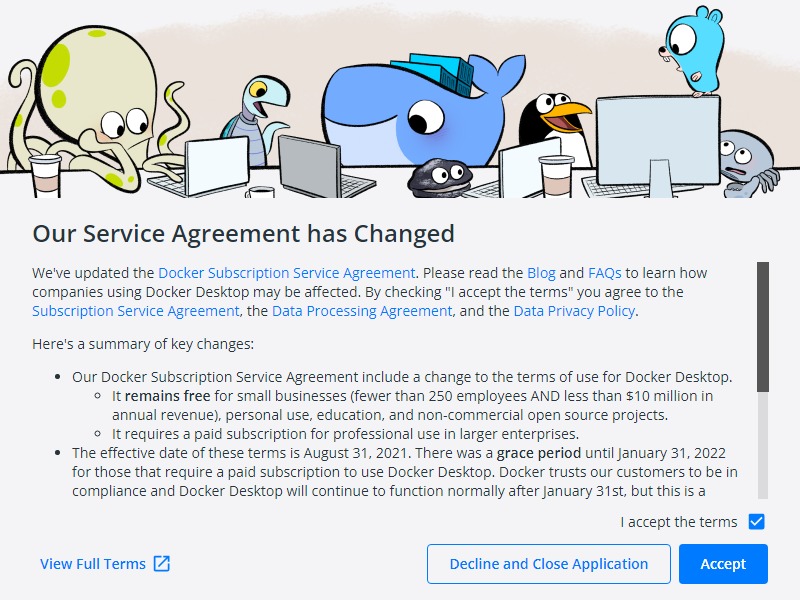 Our Service Agreement has Changed
We've updated the Docker Subscription Service Agreement. Please read the Blog and FAQs to learn how
companies using Docker Desktop may be affected. By checking "I accept the terms" you agree to the
Subscription Service Agreement, the Data Processing Agreement, and the Data Privacy Policy.
Here's a summary of key changes:
• Our Docker Subscription Service Agreement include a change to the terms of use for Docker Desktop.
◦ It remains free for small businesses (fewer than 250 employees AND less than $10 million in
annual revenue), personal use, education, and non-commercial open source projects.
◦ It requires a paid subscription for professional use in larger enterprises.
• The effective date of these terms is August 31, 2021. There was a grace period until January 31, 2022
for those that require a paid subscription to use Docker Desktop. Docker trusts our customers to be in
compliance and Docker Desktop will continue to function normally after January 31st, but this is a
I accept the terms
View Full Terms
Decline and Close Application
Accept